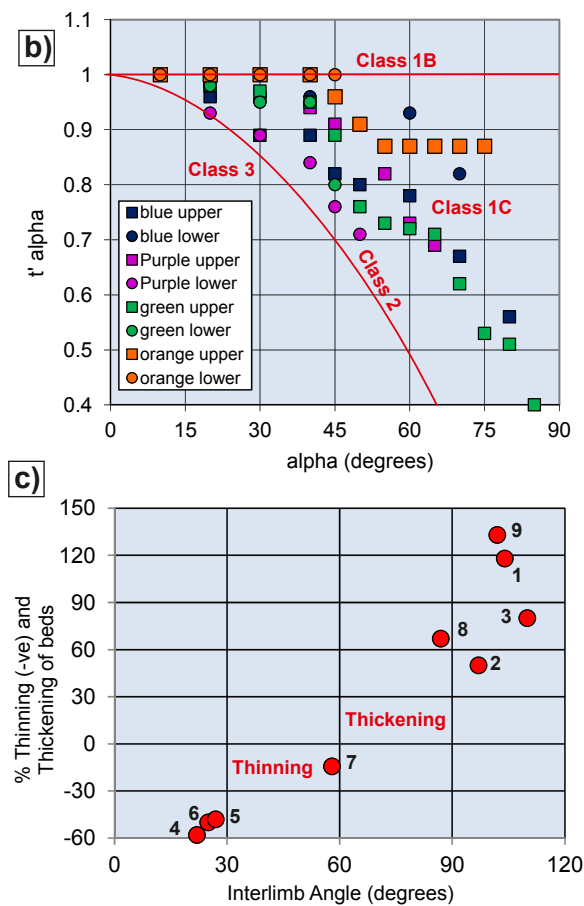 b)
1.1
1
0.9
0.8
0.7
0.6
0.5
0.4
t' alpha
Class 1B
Class 3
Class 1C
Class 2
blue upper
blue lower
Purple upper
Purple lower
green upper
green lower
orange upper
orange lower
0 15 30 45 60 75 90
alpha (degrees)
c)
150
120
90
60
30
0
-30
-60
% Thinning (-ve) and
Thickening of beds
9
1
3
8
2
Thickening
Thinning
7
6
5
4
0 30 60 90 120
Interlimb Angle (degrees)